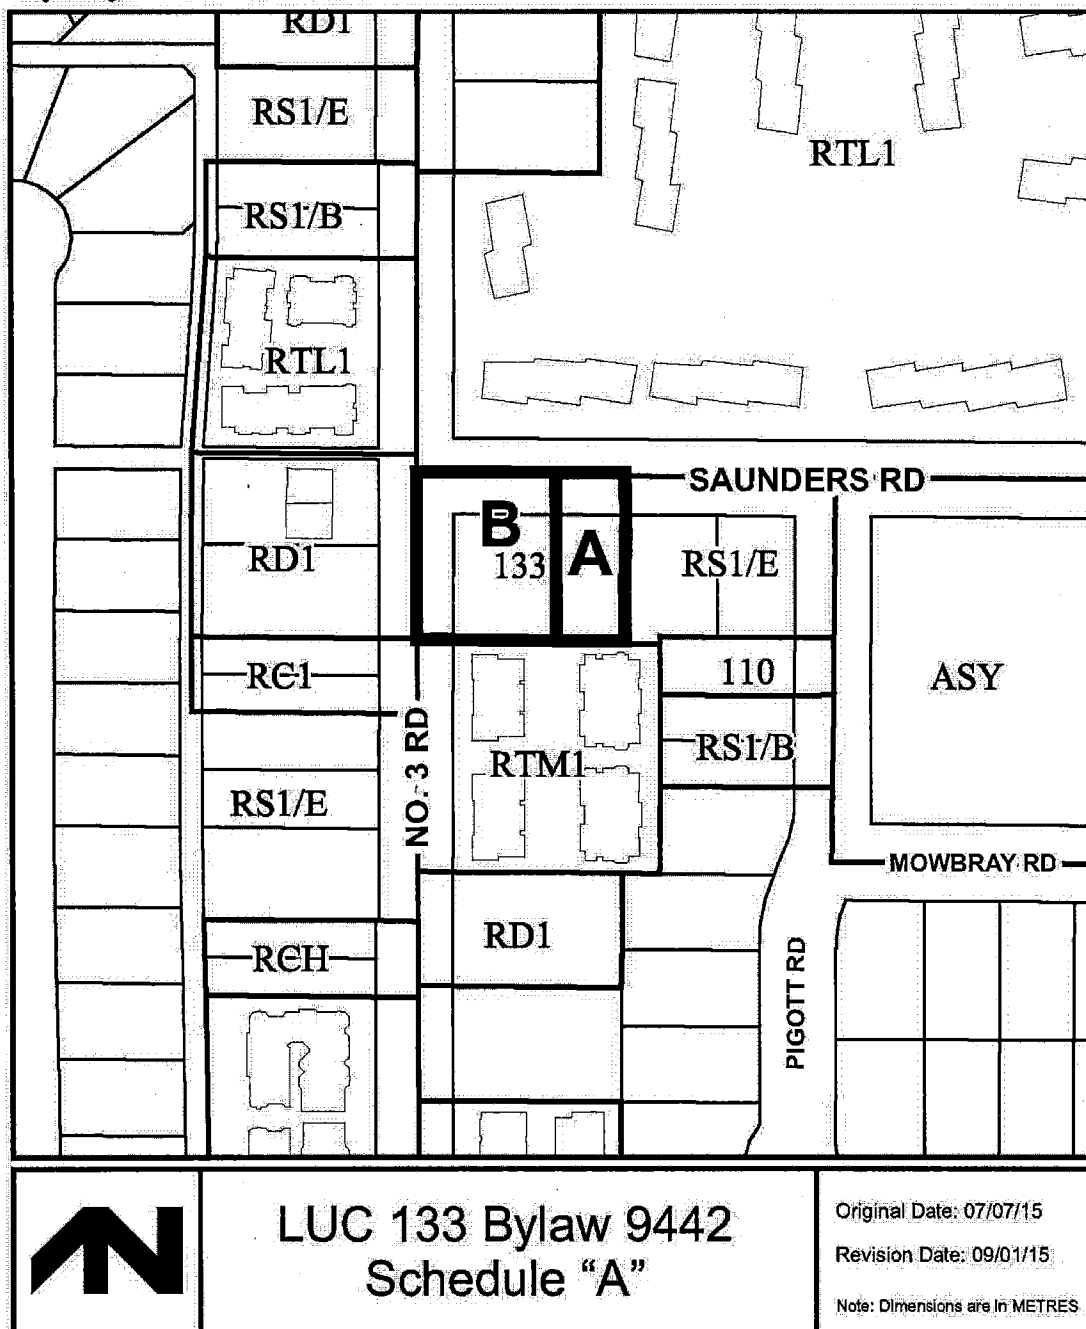 RD1
RS1/E
RTL1
RS1/B
RTL1
SAUNDERS RD
B
A
133
RD1
RS1/E
RC1
110
ASY
NO. 3 RD
RS1/B
RTM1
RS1/E
MOWBRAY RD
RD1
RCH
PIGOTT RD
LUC 133 Bylaw 9442
Schedule “A”
Original Date: 07/07/15
Revision Date: 09/01/15
Note: Dimensions are in METRES